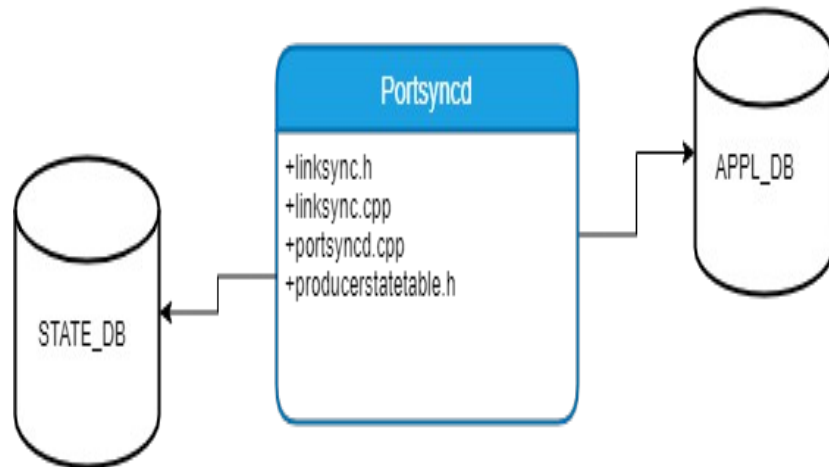 Portsyncd
+linksync.h
+linksync.cpp
+portsyncd.cpp
+producerstatetable.h
STATE_DB
APPL_DB